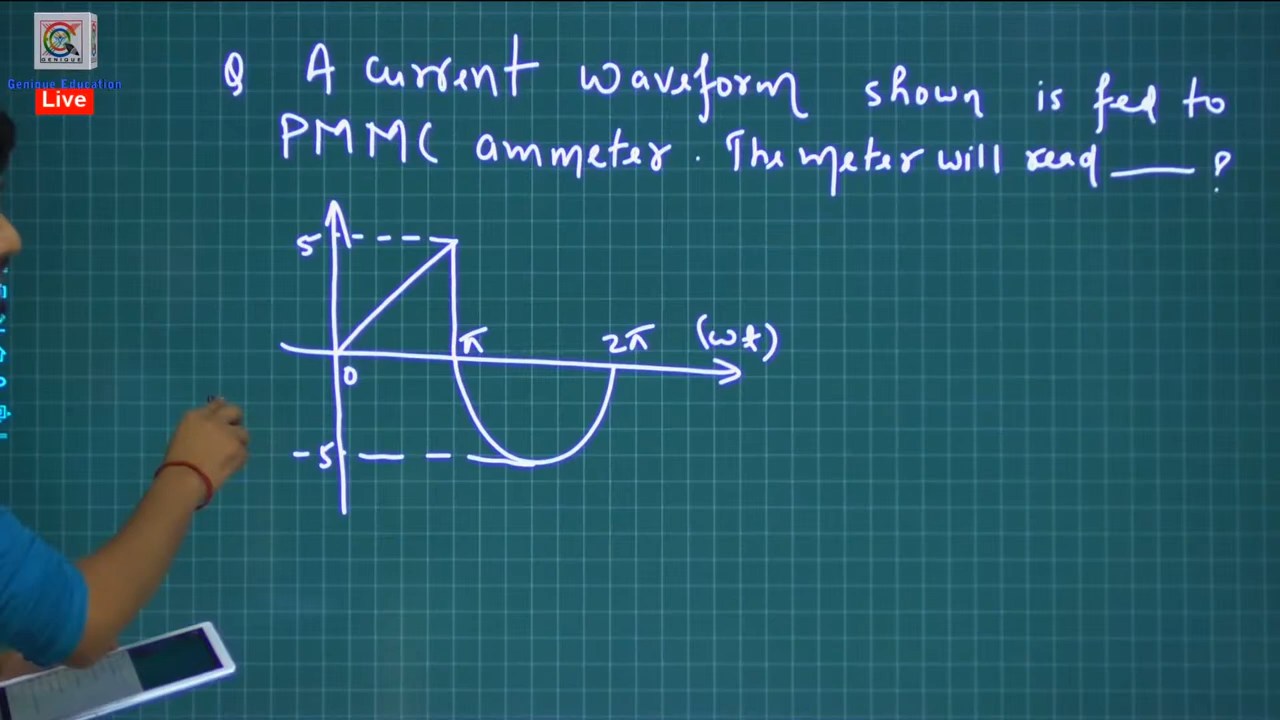 GENIQUE
Genique Education
Live
Q A current waveform shown is fed to
PMMC ammeter. The meter will read ___ ?
5
π 2π (ωt)
0
-5